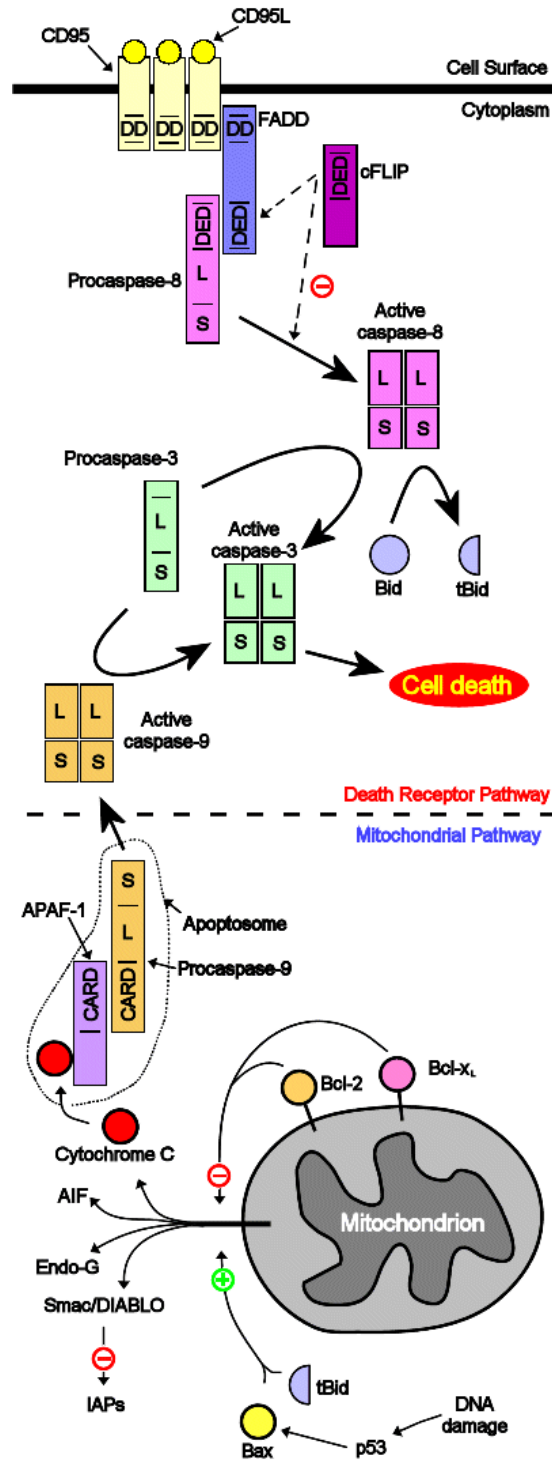 CD95L
CD95
Cell Surface
Cytoplasm
DD
DD
DD
DD
FADD
DED
cFLIP
DED
DED
Procaspase-8
L
S
Active
caspase-8
L L
S S
Procaspase-3
L
S
Active
caspase-3
L L
S S
Bid
tBid
Cell death
L L
S S
Active
caspase-9
Death Receptor Pathway
Mitochondrial Pathway
S
L
CARD
APAF-1
Apoptosome
Procaspase-9
CARD
Bcl-2
Bcl-xL
Cytochrome C
AIF
Mitochondrion
Endo-G
Smac/DIABLO
IAPs
tBid
Bax
p53
DNA
damage